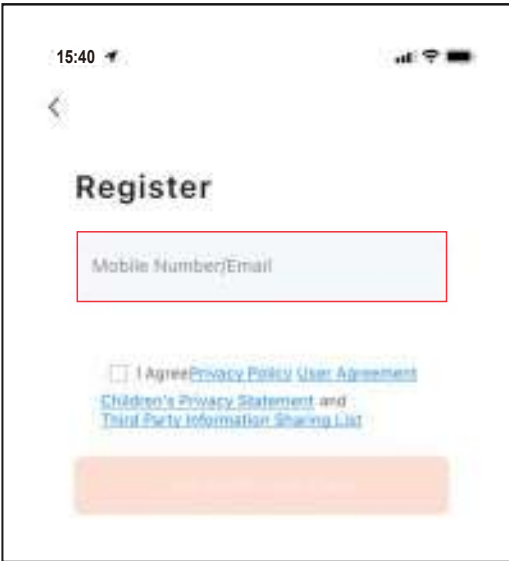 15:40
Register
Mobile Number/Email
I AgreePrivacy Policy User Agreement
Children's Privacy Statement and
Third Party Information Sharing List